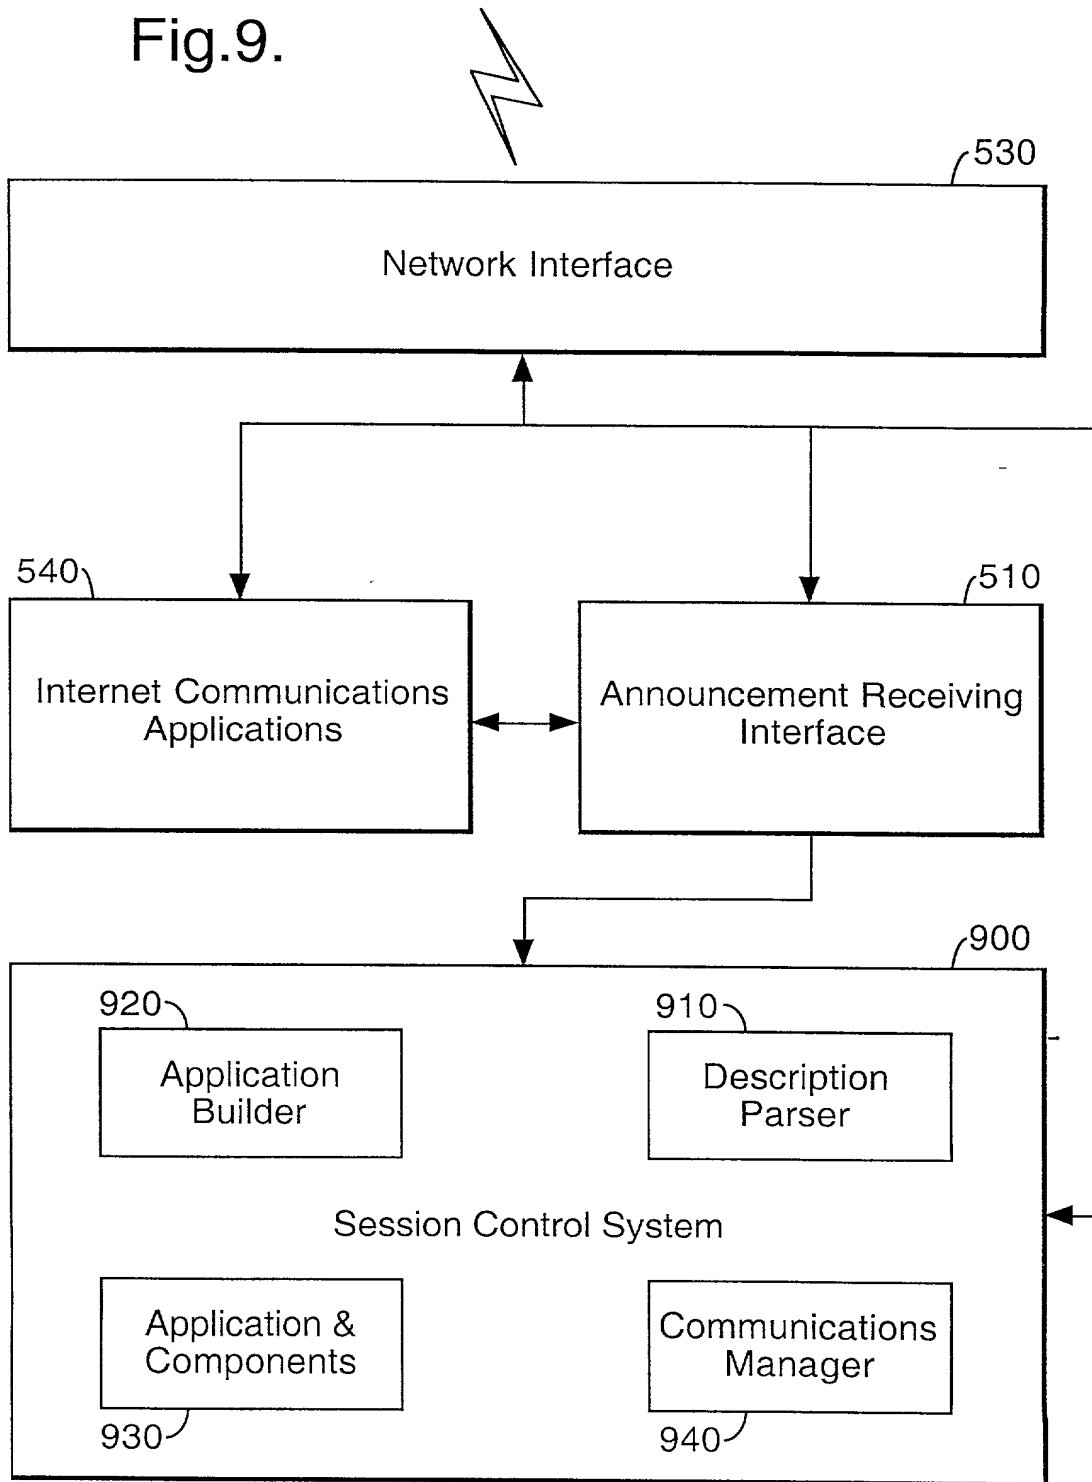 Fig.9.
530
Network Interface
540
510
Internet Communications
Applications
Announcement Receiving
Interface
900
920
910
Application
Builder
Description
Parser
Session Control System
Application &
Components
Communications
Manager
930
940